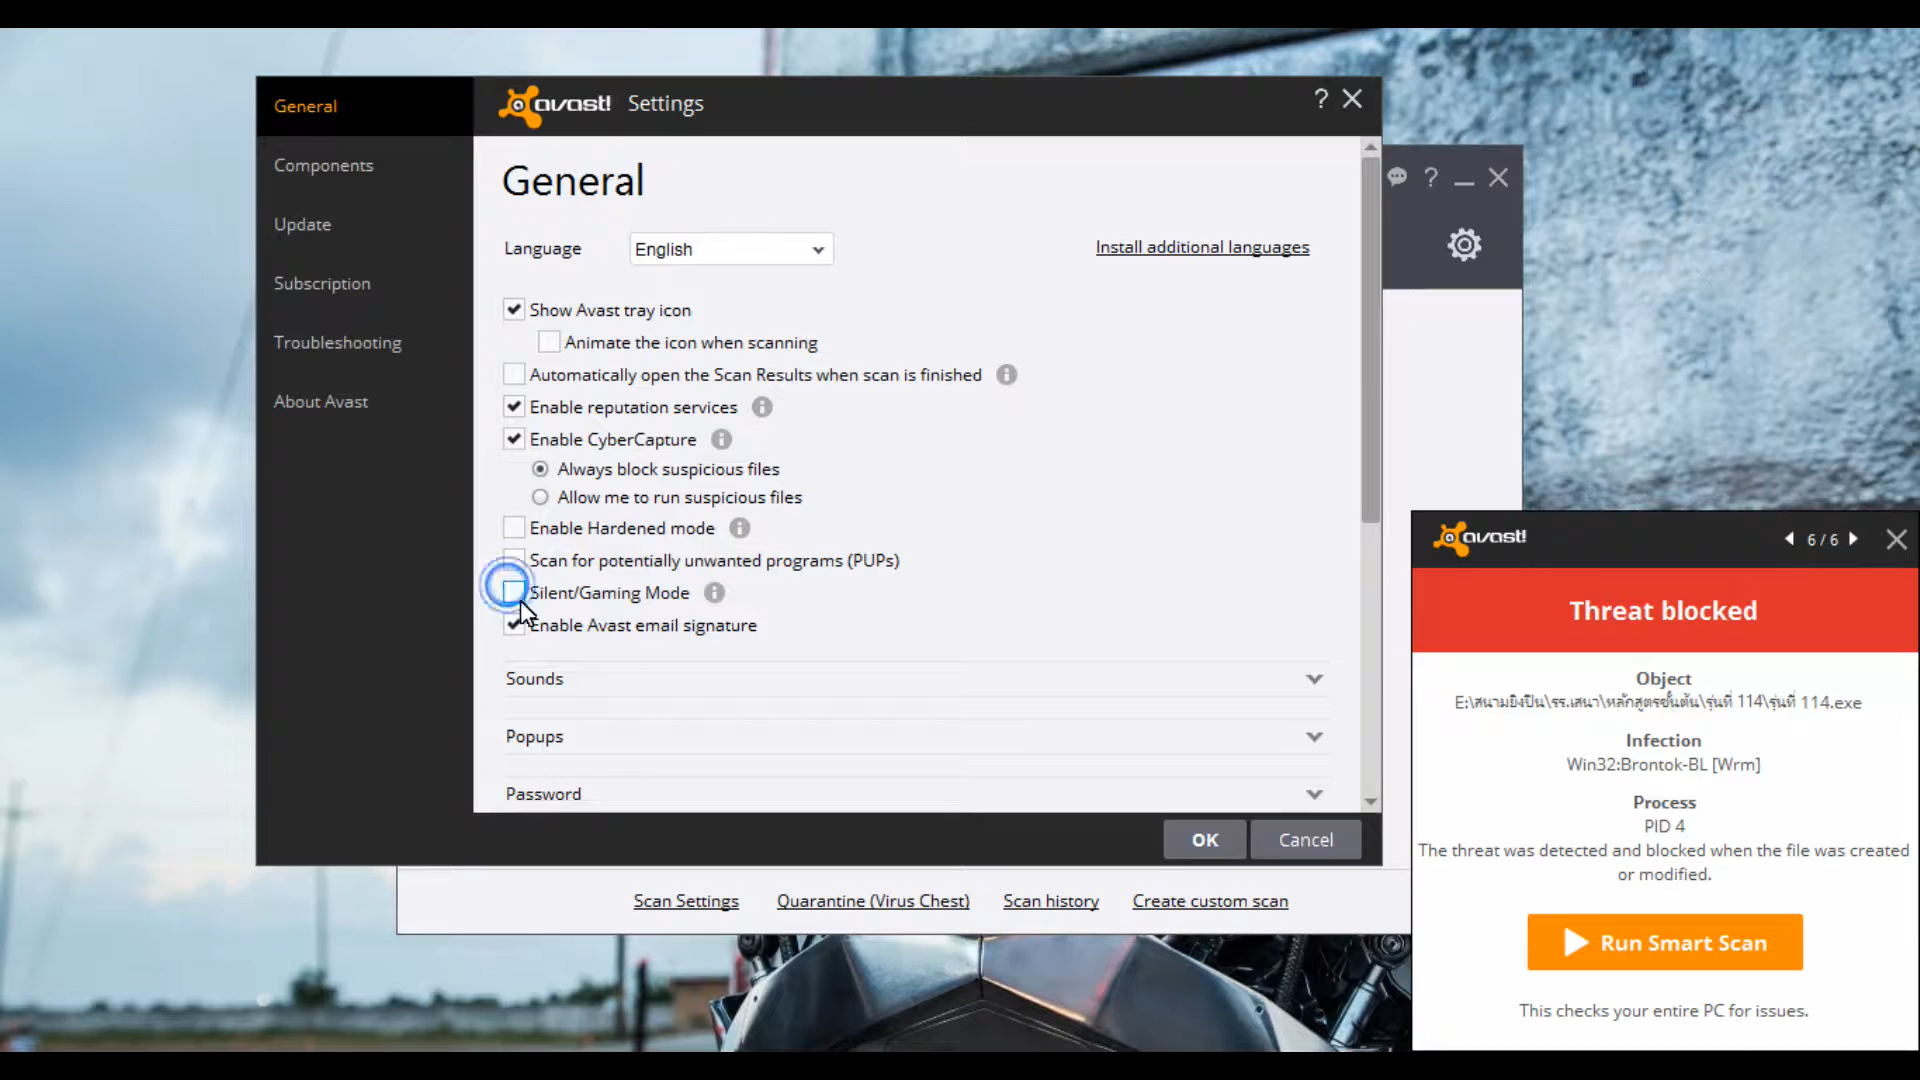 General
avast! Settings
?
Components
Update
Subscription
Troubleshooting
About Avast
General
Language English Install additional languages
Show Avast tray icon
Animate the icon when scanning
Automatically open the Scan Results when scan is finished
Enable reputation services
Enable CyberCapture
Always block suspicious files
Allow me to run suspicious files
Enable Hardened mode
Scan for potentially unwanted programs (PUPs)
Silent/Gaming Mode
Enable Avast email signature
Sounds
Popups
Password
OK Cancel
?
Scan Settings Quarantine (Virus Chest) Scan history Create custom scan
avast! 6 / 6
Threat blocked
Object
E:\สนามยิงปืน\รร.เสนา\หลักสูตรชั้นต้น\รุ่นที่ 114\รุ่นที่ 114.exe
Infection
Win32:Brontok-BL [Wrm]
Process
PID 4
The threat was detected and blocked when the file was created
or modified.
Run Smart Scan
This checks your entire PC for issues.